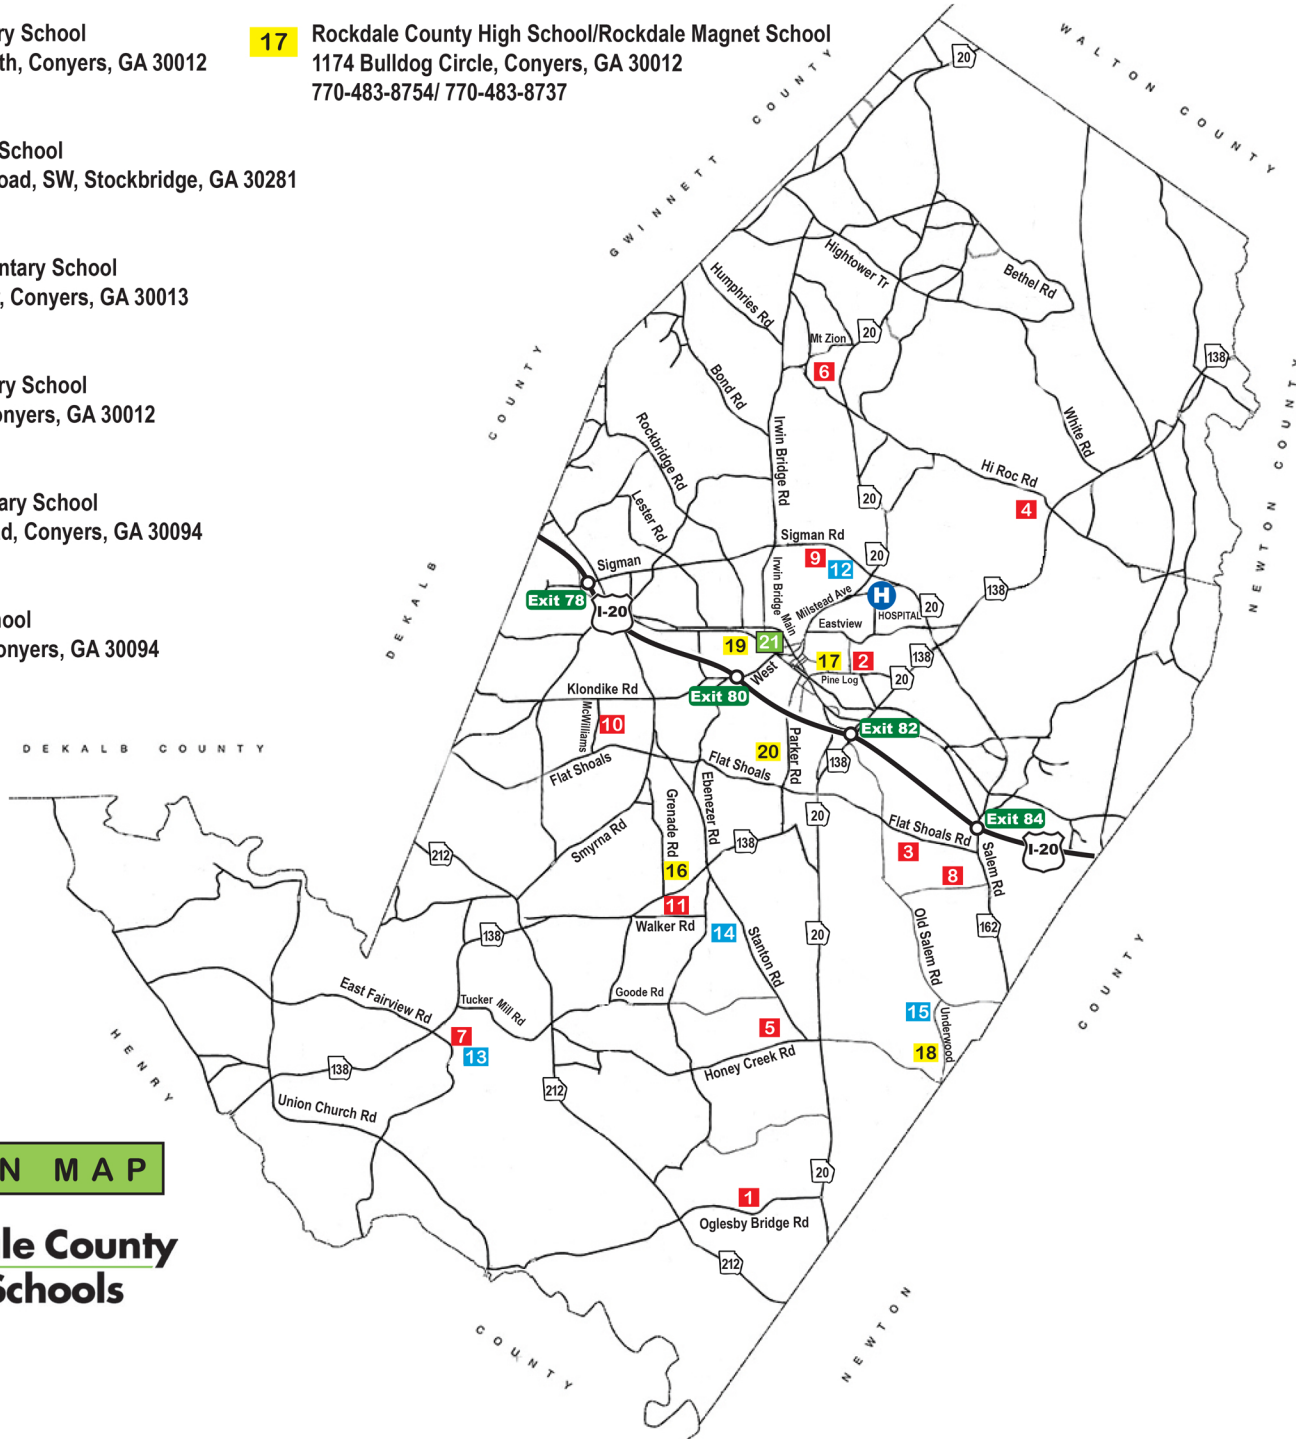 ry School
th, Conyers, GA 30012
17
Rockdale County High School/Rockdale Magnet School
1174 Bulldog Circle, Conyers, GA 30012
770-483-8754/ 770-483-8737
School
oad, SW, Stockbridge, GA 30281
ntary School
, Conyers, GA 30013
ry School
onyers, GA 30012
ary School
d, Conyers, GA 30094
ool
onyers, GA 30094
WALTON COUNTY
GWINNETT COUNTY
20
Hightower Tr
Bethel Rd
Humphries Rd
Mt Zion
20
138
6
Bond Rd
DEKALB COUNTY
NEWTON COUNTY
Rockbridge Rd
Irwin Bridge Rd
White Rd
Hi Roc Rd
20
4
Lester Rd
Sigman Rd
Sigman
9
12
20
Irwin Bridge
Exit 78
I-20
Milstead Ave
H
HOSPITAL
20
138
Main
Eastview
19
21
17
2
138
West
Pine Log
20
Klondike Rd
Exit 80
McWilliams
10
Exit 82
20
Parker Rd
138
DEKALB COUNTY
Flat Shoals
Flat Shoals
Ebenezer Rd
Grenade Rd
20
Exit 84
Flat Shoals Rd
I-20
Smyrna Rd
138
212
3
Salem Rd
16
8
11
Walker Rd
14
138
Stanton Rd
20
Old Salem Rd
162
East Fairview Rd
Tucker Mill Rd
Goode Rd
15
Underwood
5
7
13
18
Honey Creek Rd
138
212
HENRY
COUNTY
Union Church Rd
N MAP
20
1
Oglesby Bridge Rd
le County
Schools
212
NEWTON
COUNTY